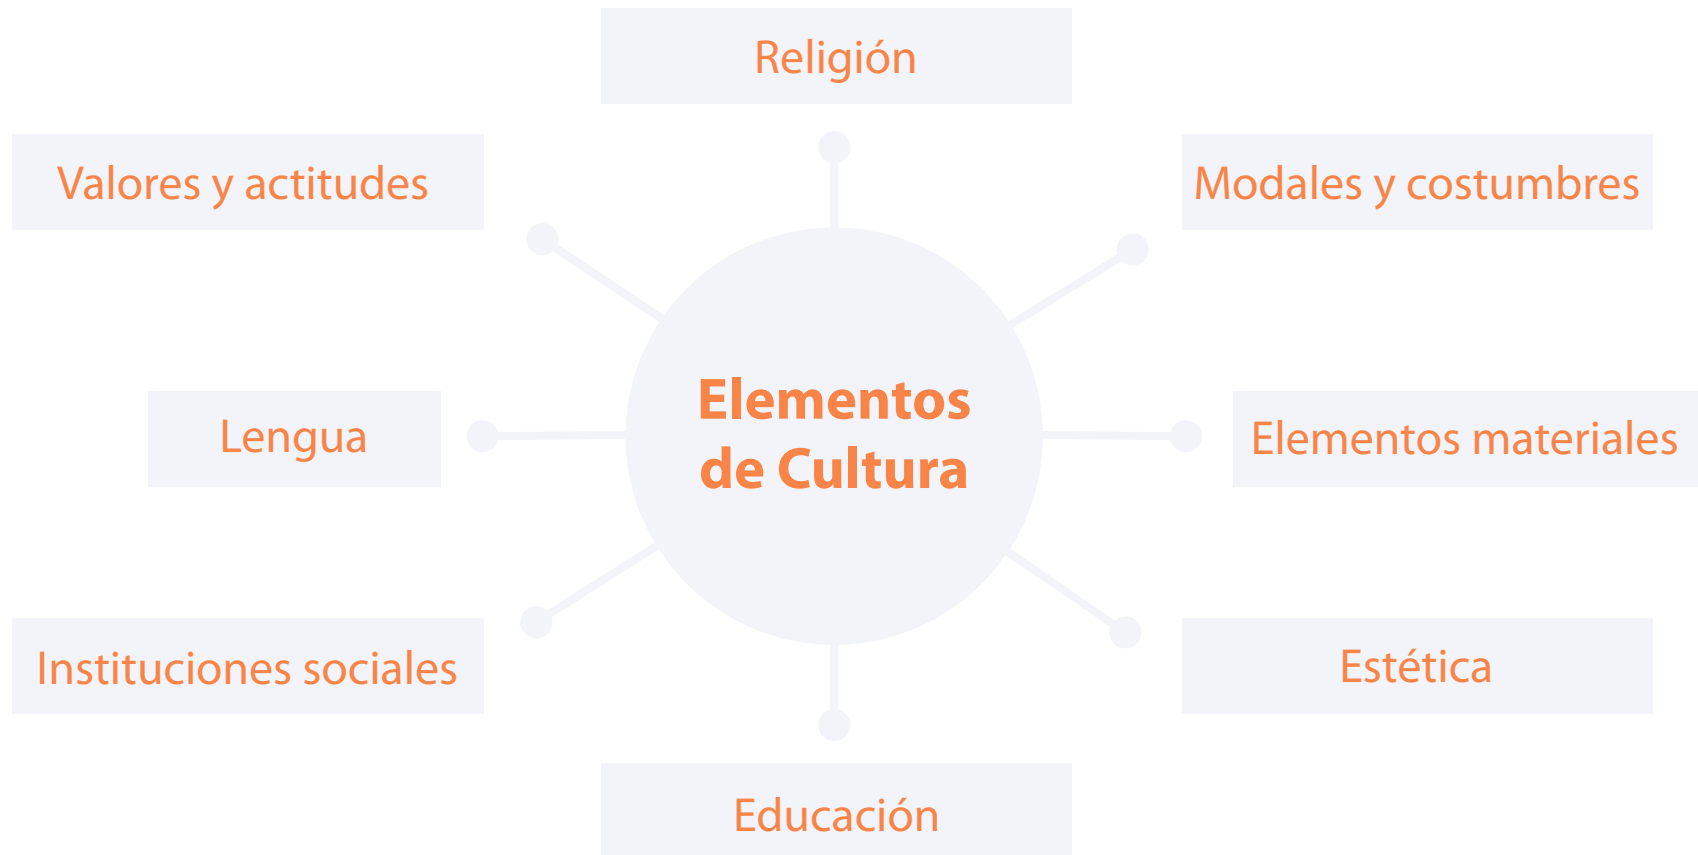 Religión
Valores y actitudes
Modales y costumbres
Elementos
de Cultura
Lengua
Elementos materiales
Instituciones sociales
Estética
Educación